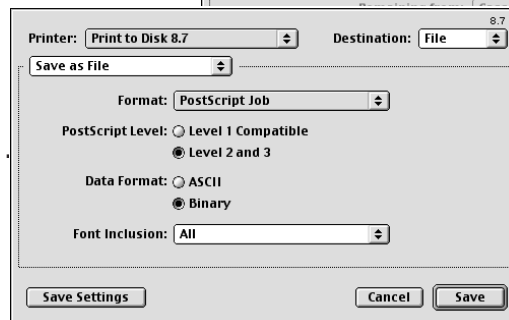 8.7
Printer: Print to Disk 8.7 Destination: File
Save as File
Format: PostScript Job
PostScript Level: Level 1 Compatible
Level 2 and 3
Data Format: ASCII
Binary
Font Inclusion: All
Save Settings Cancel Save